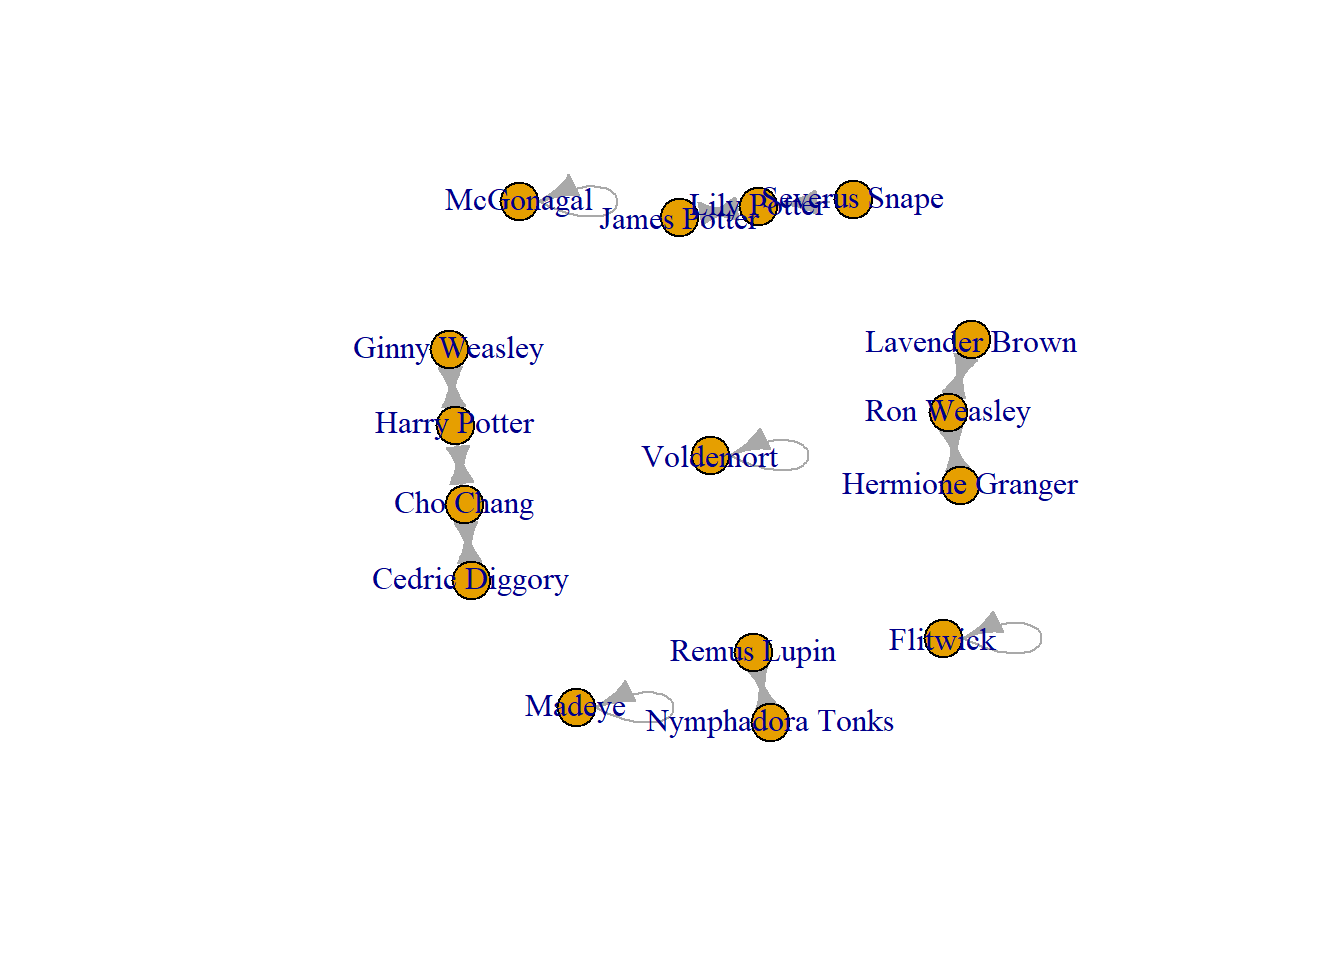 McGonagal
James Potter
Lily Potter
Severus Snape
Ginny Weasley
Lavender Brown
Harry Potter
Ron Weasley
Voldemort
Hermione Granger
Cho Chang
Cedric Diggory
Remus Lupin
Flitwick
Madeye
Nymphadora Tonks